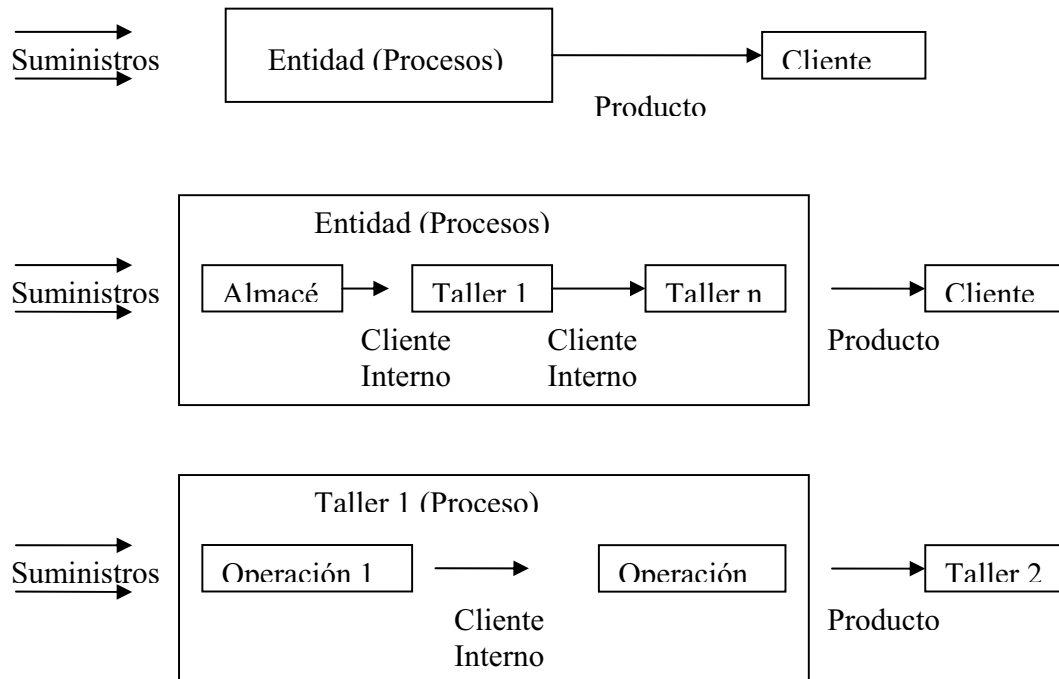 Suministros
Entidad (Procesos)
Cliente
Producto
Entidad (Procesos)
Suministros
Almacé
Taller 1
Taller n
Cliente
Cliente
Interno
Cliente
Interno
Producto
Taller 1 (Proceso)
Suministros
Operación 1
Operación
Taller 2
Cliente
Interno
Producto